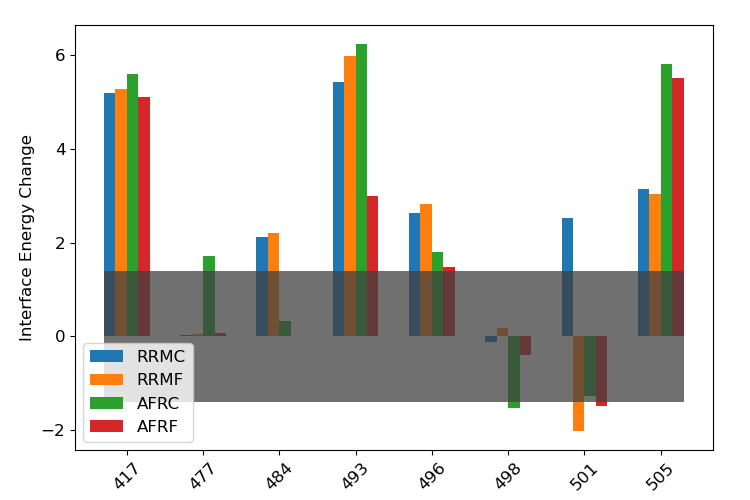 Interface Energy Change
6
4
2
0
−2
RRMC
RRMF
AFRC
AFRF
417 477 484 493 496 498 501 505